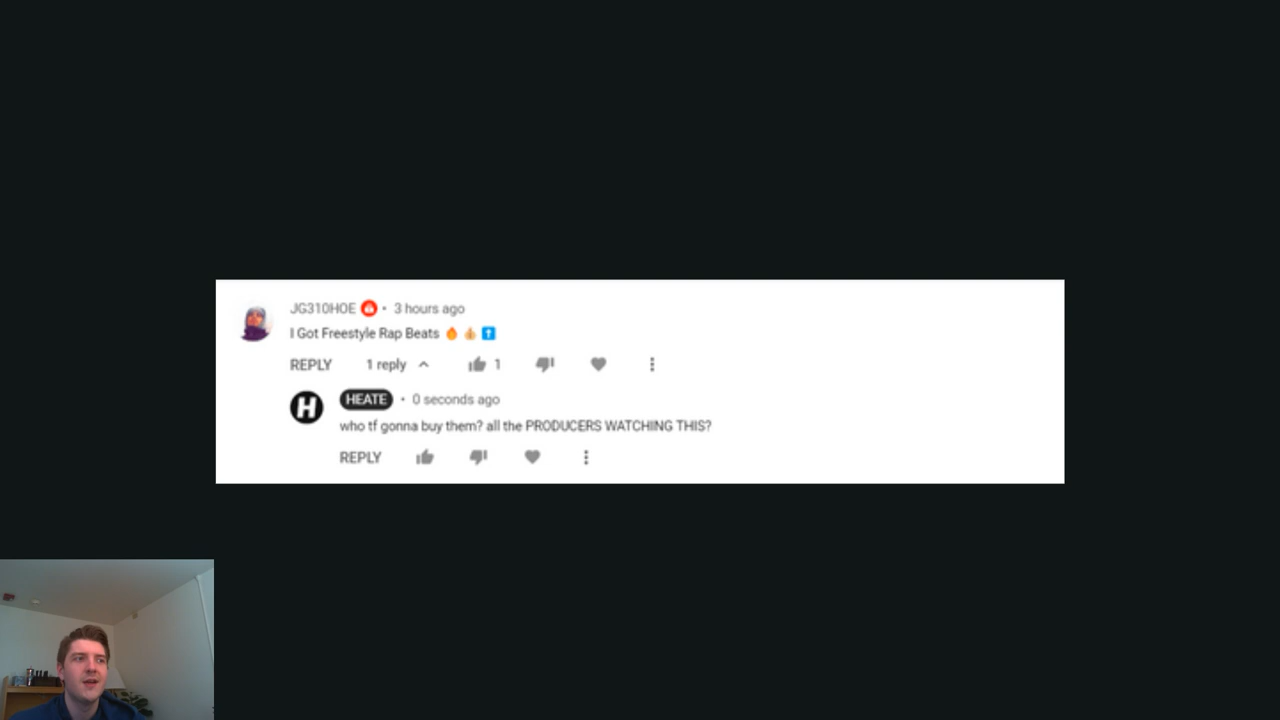 JG310HOE • 3 hours ago
I Got Freestyle Rap Beats 🔥 👍 ⬆️
REPLY 1 reply 1
H
HEATE • 0 seconds ago
who tf gonna buy them? all the PRODUCERS WATCHING THIS?
REPLY